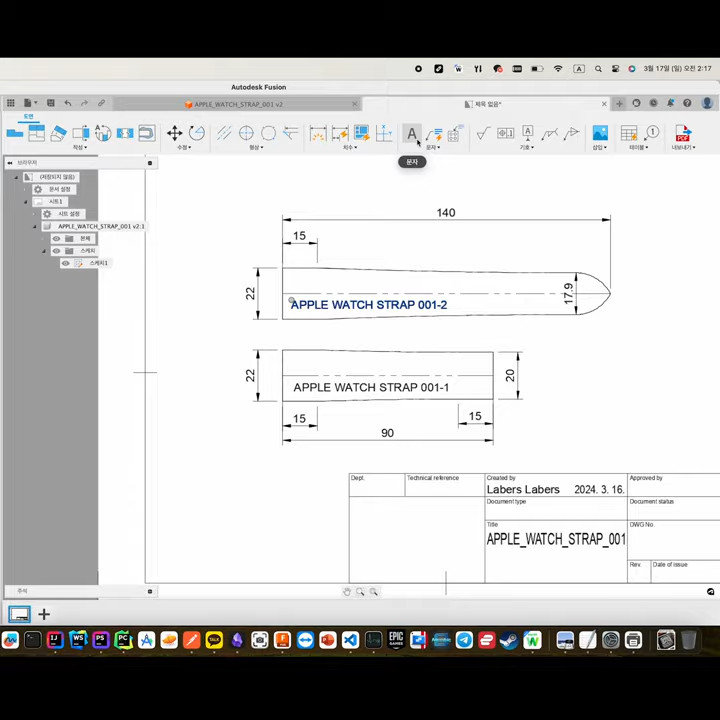 3월 17일 (일) 오전 2:17
Autodesk Fusion
APPLE_WATCH_STRAP_001 v2
제목 없음*
도면
작성
수정
형상
치수
문자
기호
삽입
테이블
내보내기
문자
브라우저
(저장되지 않음)
문서 설정
시트1
시트 설정
APPLE_WATCH_STRAP_001 v2:1
본체
스케치
스케치1
140
15
22
17.9
APPLE WATCH STRAP 001-2
22
20
APPLE WATCH STRAP 001-1
15
15
90
Dept.
Technical reference
Created by
Approved by
Labers Labers
2024. 3. 16.
Document type
Document status
Title
DWG No.
APPLE_WATCH_STRAP_001
Rev.
Date of issue
주석